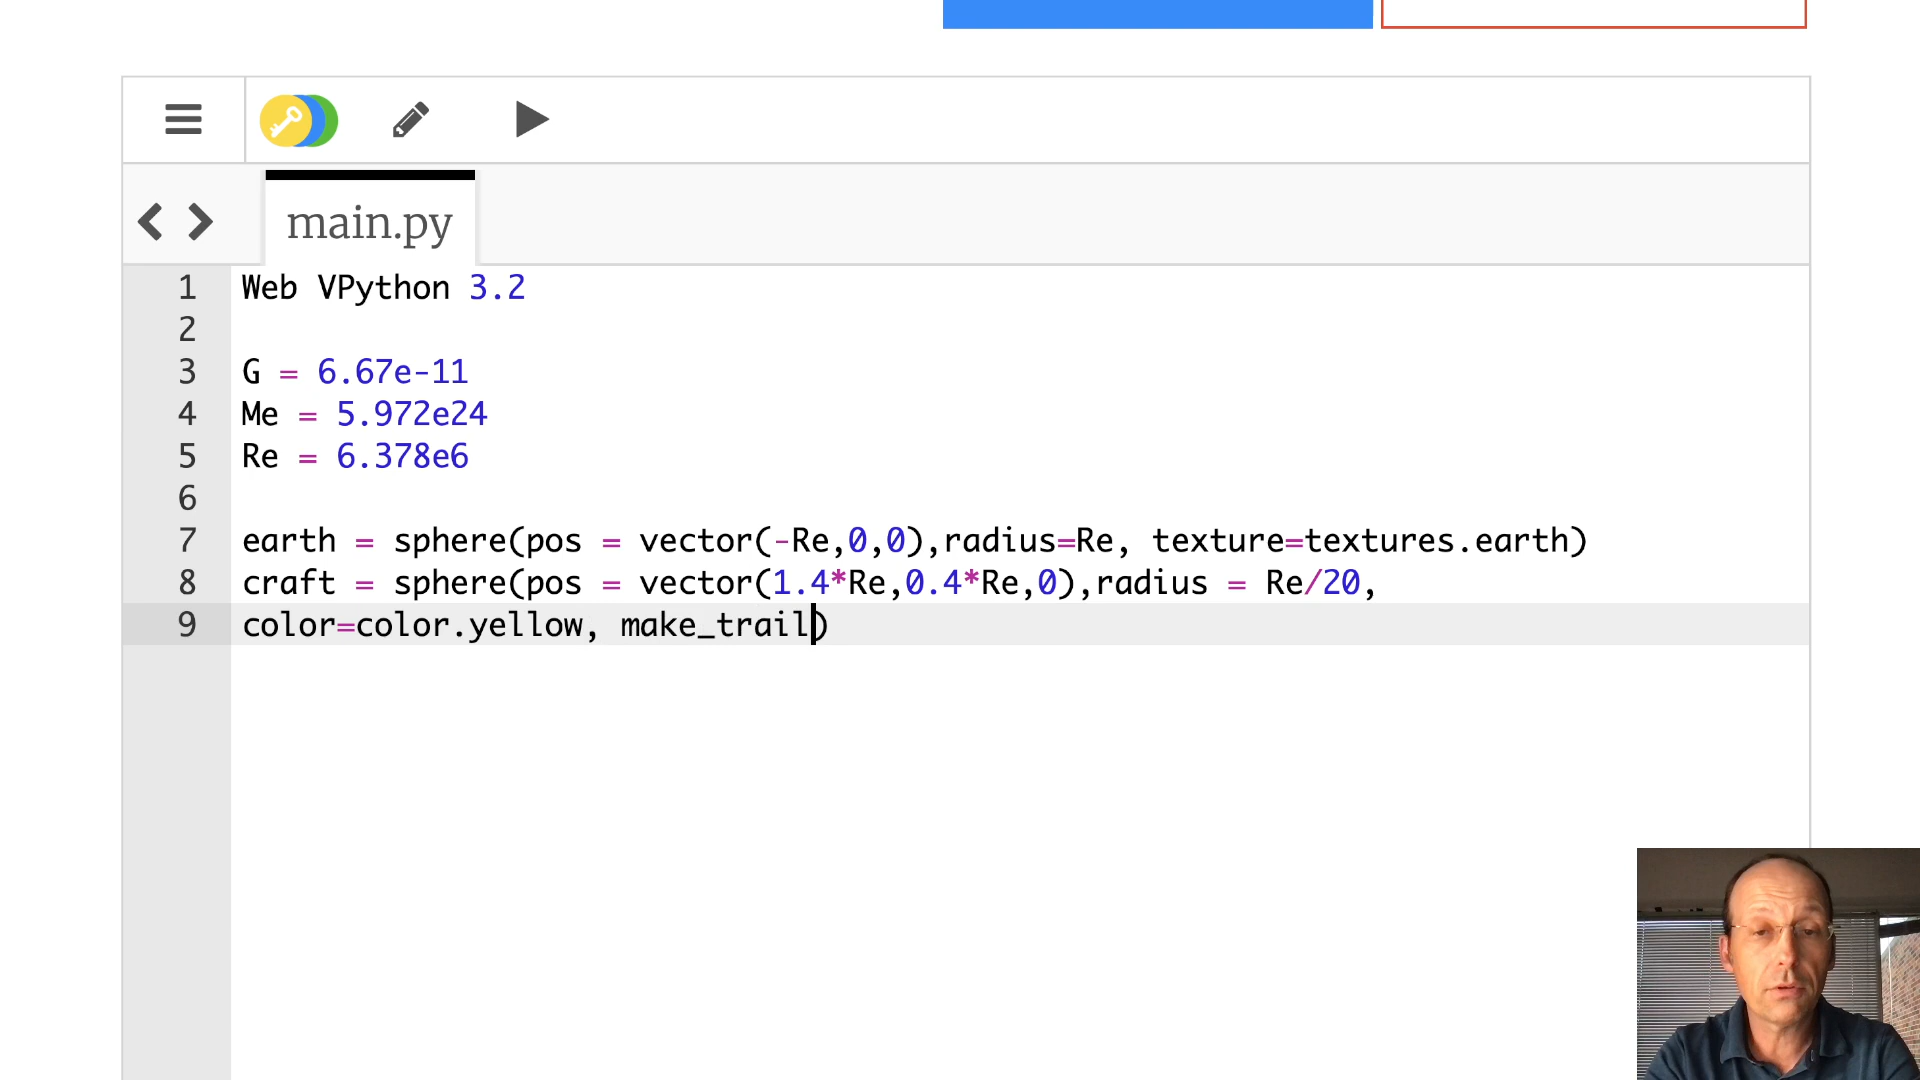 main.py
1 Web VPython 3.2
2
3 G = 6.67e-11
4 Me = 5.972e24
5 Re = 6.378e6
6
7 earth = sphere(pos = vector(-Re,0,0),radius=Re, texture=textures.earth)
8 craft = sphere(pos = vector(1.4*Re,0.4*Re,0),radius = Re/20,
9 color=color.yellow, make_trail)